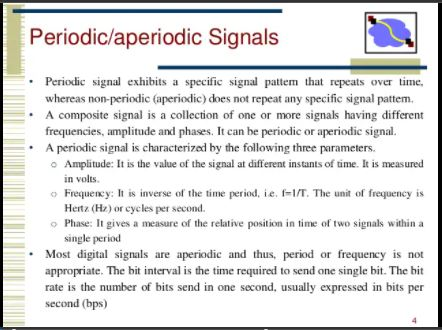 Periodic/aperiodic Signals
• Periodic signal exhibits a specific signal pattern that repeats over time,
whereas non-periodic (aperiodic) does not repeat any specific signal pattern.
• A composite signal is a collection of one or more signals having different
frequencies, amplitude and phases. It can be periodic or aperiodic signal.
• A periodic signal is characterized by the following three parameters.
o Amplitude: It is the value of the signal at different instants of time. It is measured
in volts.
o Frequency: It is inverse of the time period, i.e. f=1/T. The unit of frequency is
Hertz (Hz) or cycles per second.
o Phase: It gives a measure of the relative position in time of two signals within a
single period
• Most digital signals are aperiodic and thus, period or frequency is not
appropriate. The bit interval is the time required to send one single bit. The bit
rate is the number of bits send in one second, usually expressed in bits per
second (bps)
4